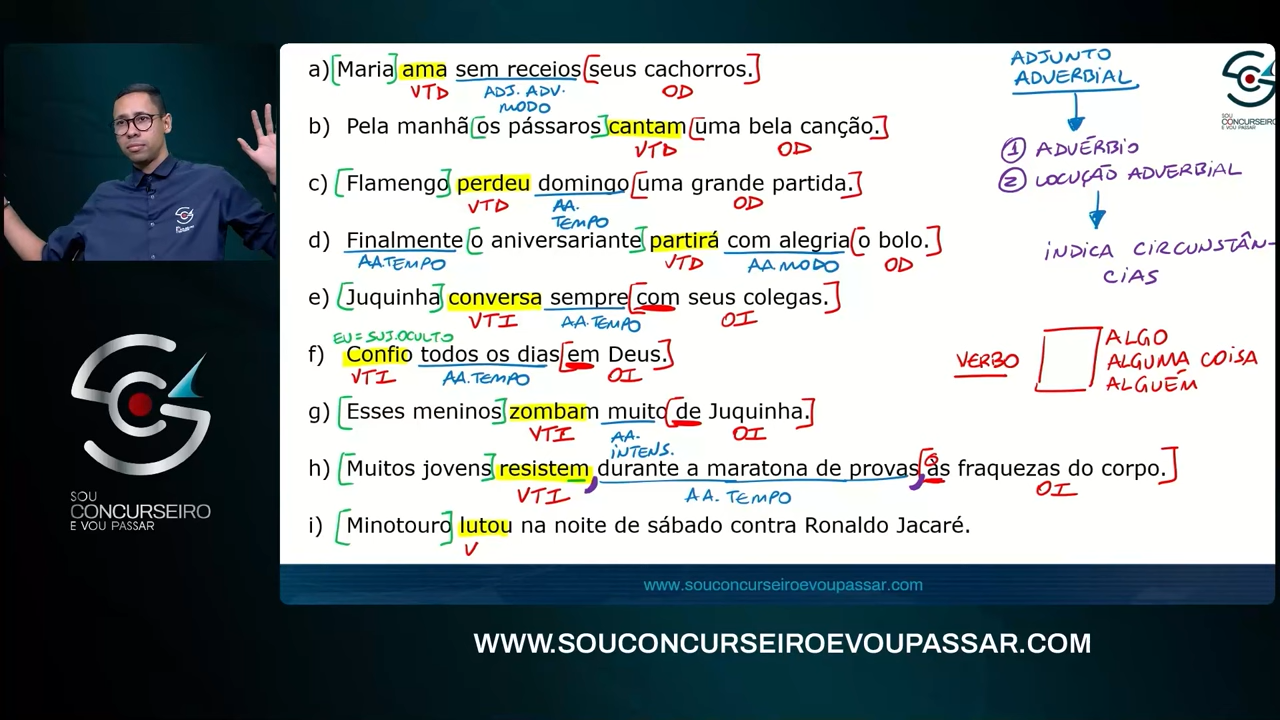 a) Maria ama sem receios seus cachorros.
VTD ADJ. ADV. MODO OD
b) Pela manhã os pássaros cantam uma bela canção.
VTD OD
c) Flamengo perdeu domingo uma grande partida.
VTD AA. TEMPO OD
d) Finalmente o aniversariante partirá com alegria o bolo.
AA.TEMPO VTD AA.MODO OD
e) Juquinha conversa sempre com seus colegas.
VTI AA.TEMPO OI
EU = SUJ.OCULTO
f) Confio todos os dias em Deus.
VTI AA.TEMPO OI
g) Esses meninos zombam muito de Juquinha.
VTI AA. INTENS. OI
h) Muitos jovens resistem, durante a maratona de provas, às fraquezas do corpo.
VTI AA. TEMPO OI
i) Minotouro lutou na noite de sábado contra Ronaldo Jacaré.
V
ADJUNTO
ADVERBIAL
1 ADVÉRBIO
2 LOCUÇÃO ADVERBIAL
INDICA CIRCUNSTÂN-
CIAS
VERBO
ALGO
ALGUMA COISA
ALGUÉM
SOU
CONCURSEIRO
E VOU PASSAR
SOU
CONCURSEIRO
E VOU PASSAR
www.souconcurseiroevoupassar.com
WWW.SOUCONCURSEIROEVOUPASSAR.COM